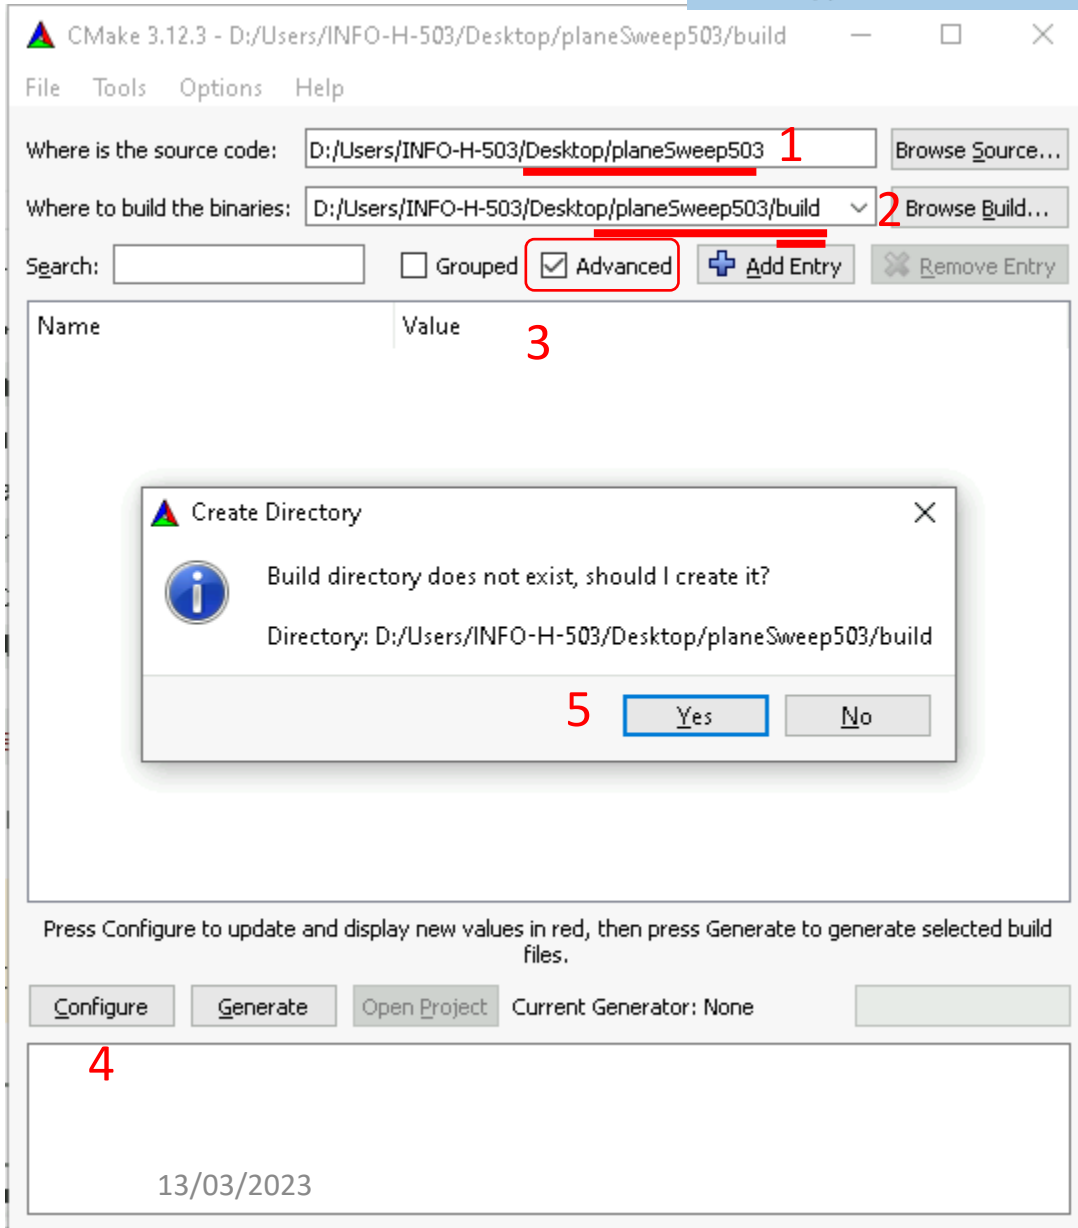 CMake 3.12.3 - D:/Users/INFO-H-503/Desktop/planeSweep503/build
File Tools Options Help
Where is the source code: D:/Users/INFO-H-503/Desktop/planeSweep503 1 Browse Source...
Where to build the binaries: D:/Users/INFO-H-503/Desktop/planeSweep503/build 2 Browse Build...
Search: Grouped Advanced Add Entry Remove Entry
Name Value
3
Create Directory
Build directory does not exist, should I create it?
Directory: D:/Users/INFO-H-503/Desktop/planeSweep503/build
5 Yes No
Press Configure to update and display new values in red, then press Generate to generate selected build
files.
Configure Generate Open Project Current Generator: None
4
13/03/2023